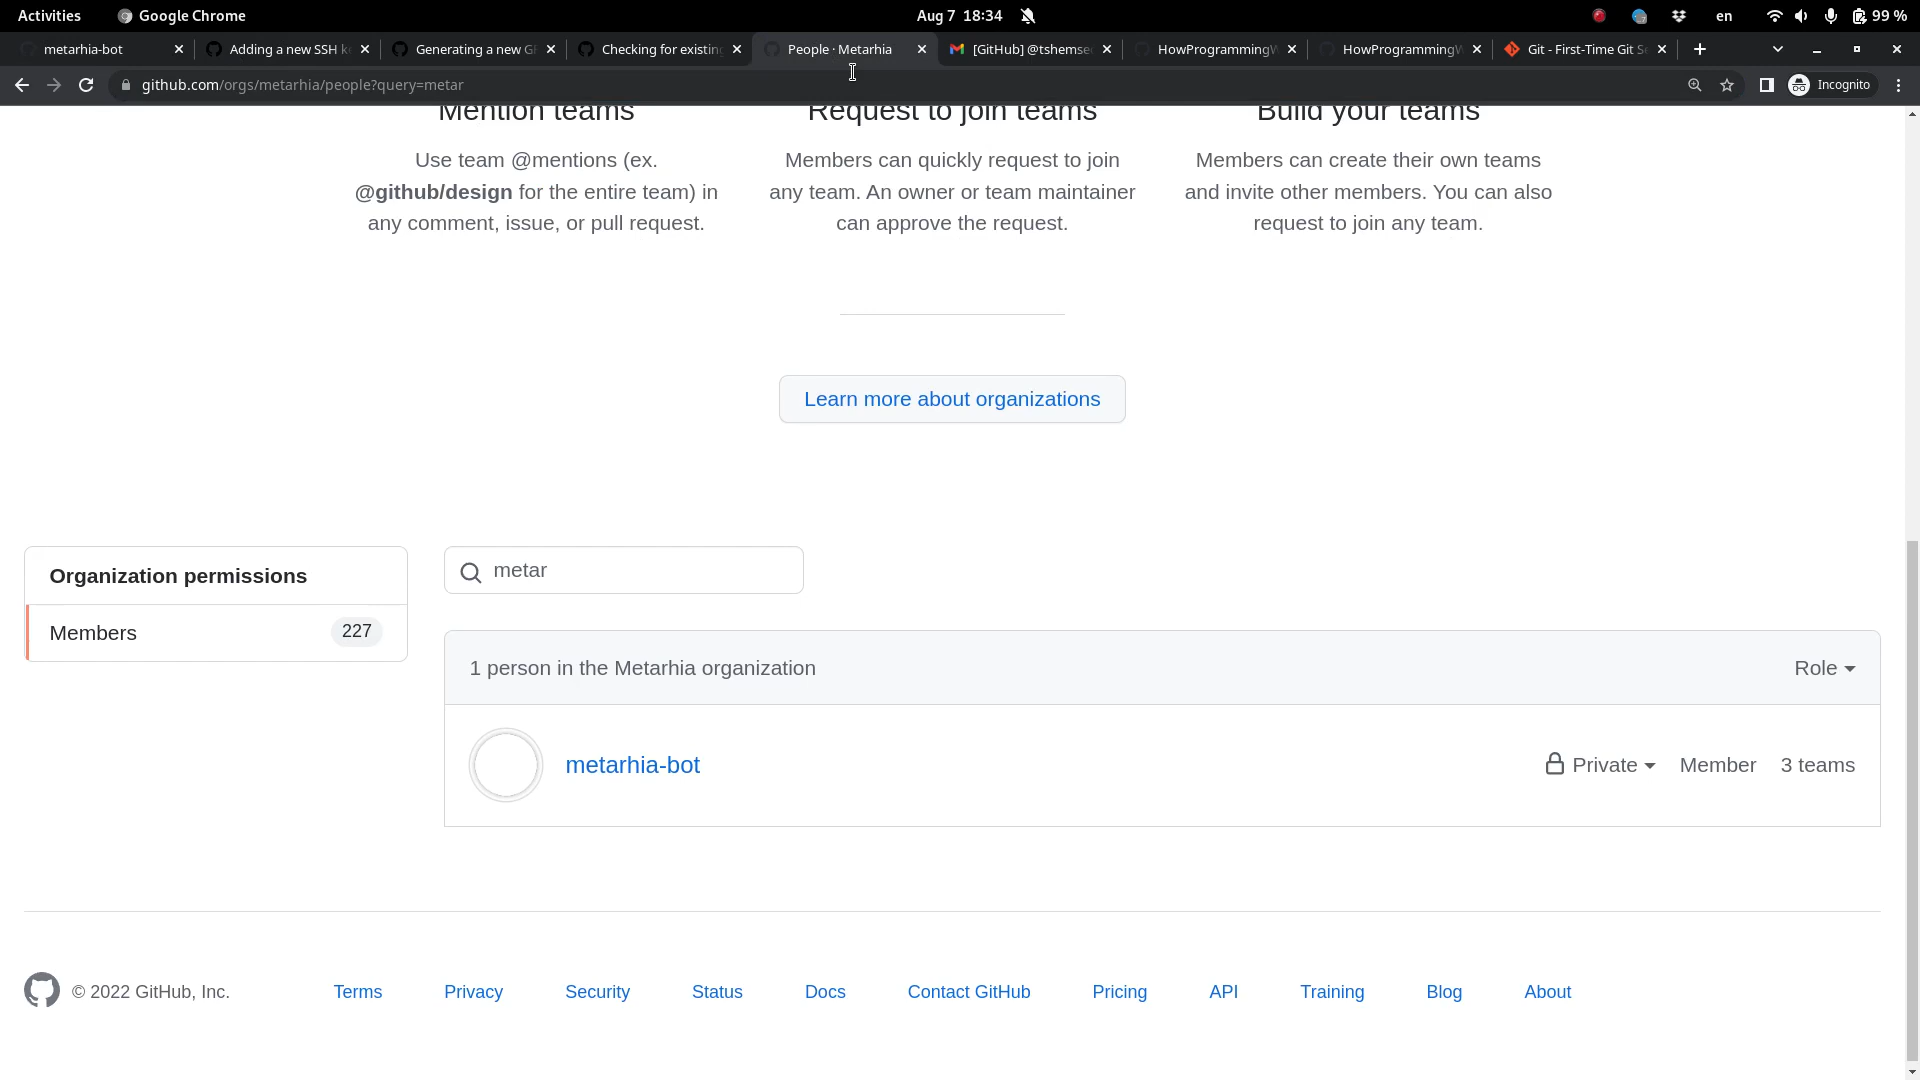 Activities
Google Chrome
Aug 7 18:34
en
99 %
metarhia-bot
Adding a new SSH k
Generating a new G
Checking for existing
People · Metarhia
[GitHub] @tshemsed
HowProgrammingW
HowProgrammingW
Git - First-Time Git Se
github.com/orgs/metarhia/people?query=metar
Incognito
Mention teams
Use team @mentions (ex.
@github/design for the entire team) in
any comment, issue, or pull request.
Request to join teams
Members can quickly request to join
any team. An owner or team maintainer
can approve the request.
Build your teams
Members can create their own teams
and invite other members. You can also
request to join any team.
Learn more about organizations
Organization permissions
Members 227
metar
1 person in the Metarhia organization
Role
metarhia-bot
Private
Member
3 teams
© 2022 GitHub, Inc.
Terms
Privacy
Security
Status
Docs
Contact GitHub
Pricing
API
Training
Blog
About